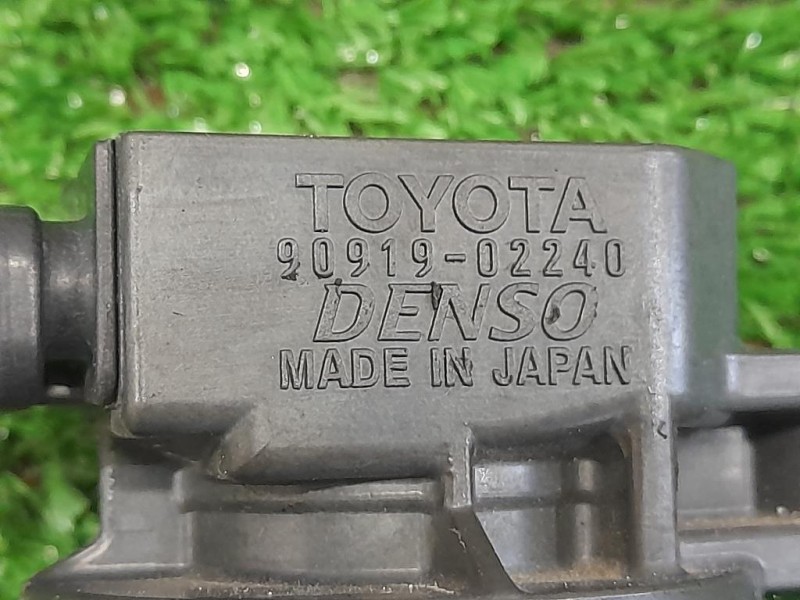 TOYOTA
90919-02240
DENSO
MADE IN JAPAN